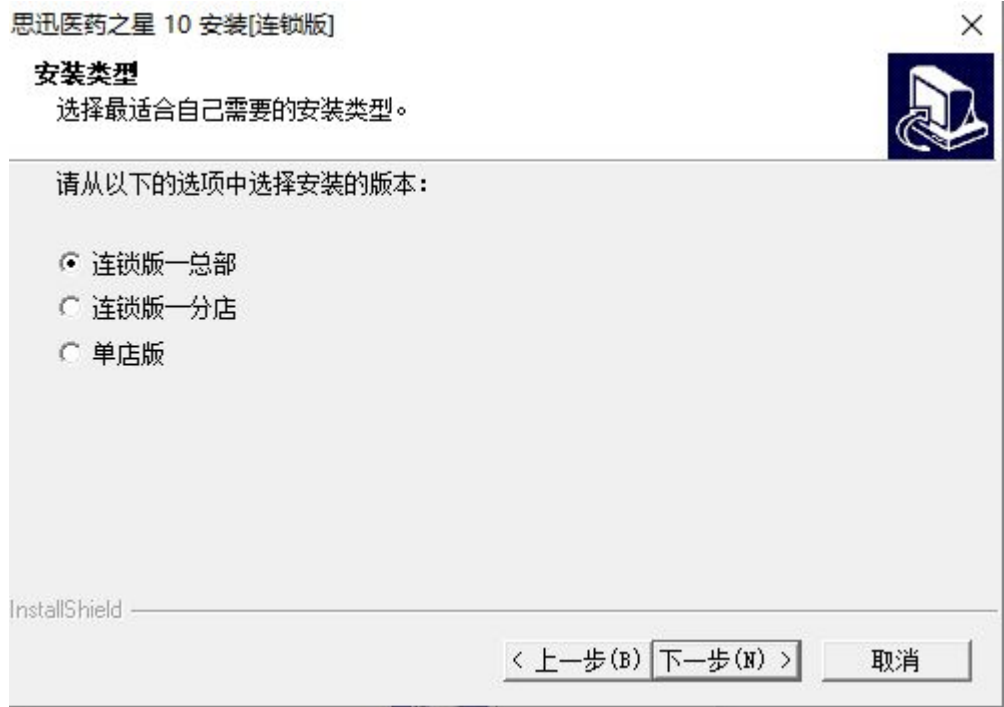 思迅医药之星 10 安装[连锁版]
安装类型
选择最适合自己需要的安装类型。
请从以下的选项中选择安装的版本：
连锁版—总部
连锁版—分店
单店版
InstallShield
< 上一步(B) 下一步(N) > 取消